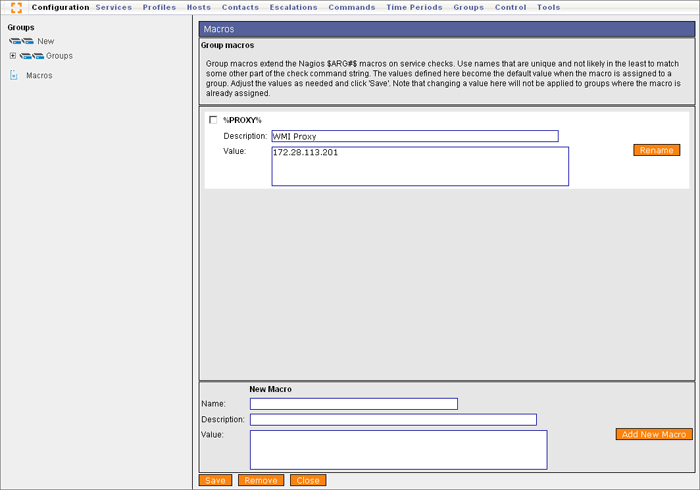 Configuration Services Profiles Hosts Contacts Escalations Commands Time Periods Groups Control Tools
Groups
New
Groups
Macros
Macros
Group macros
Group macros extend the Nagios $ARG#$ macros on service checks. Use names that are unique and not likely in the least to match
some other part of the check command string. The values defined here become the default value when the macro is assigned to a
group. Adjust the values as needed and click 'Save'. Note that changing a value here will not be applied to groups where the macro is
already assigned.
%PROXY%
Description: WMI Proxy
Value: 172.28.113.201
Rename
New Macro
Name:
Description:
Value:
Add New Macro
Save Remove Close